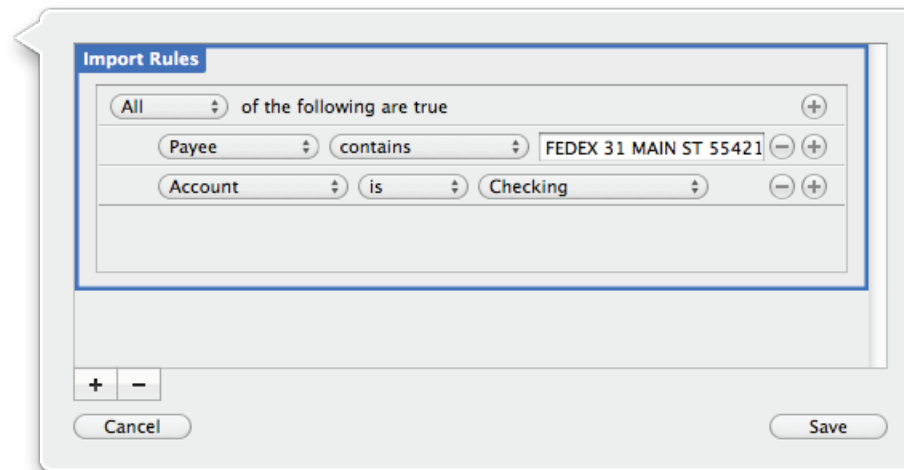 Import Rules
All of the following are true
Payee contains FEDEX 31 MAIN ST 55421
Account is Checking
Cancel Save